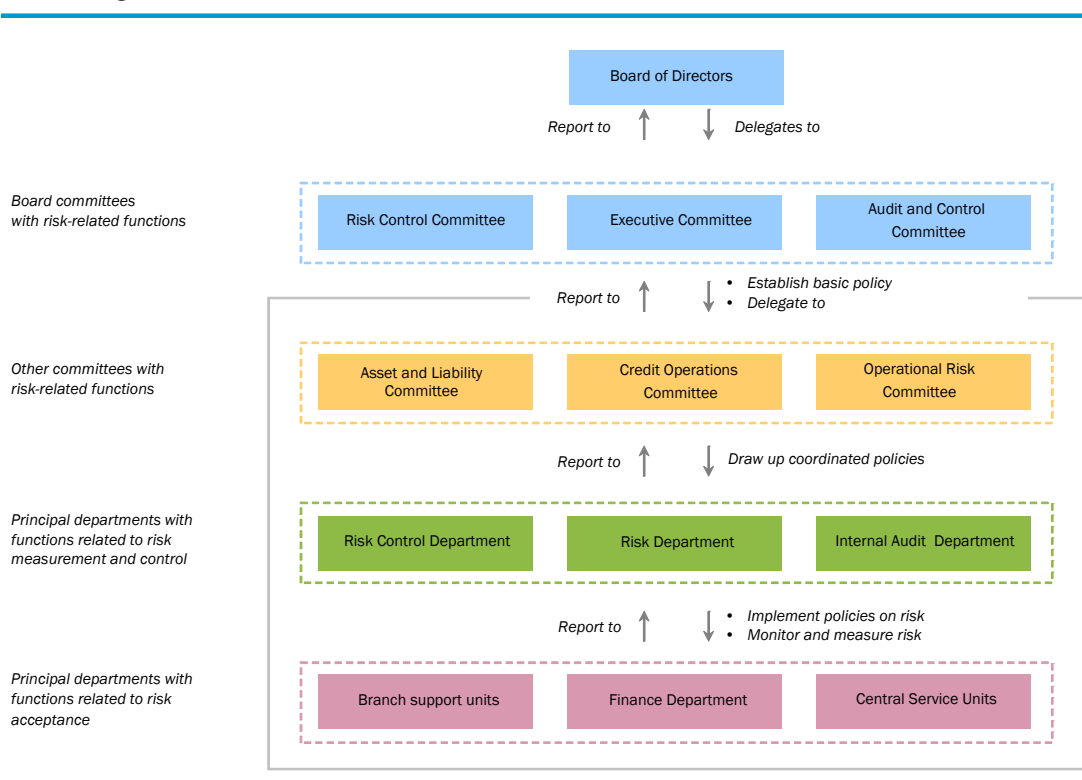 Board of Directors
Report to
Delegates to
Board committees
with risk-related functions
Risk Control Committee
Executive Committee
Audit and Control
Committee
Report to
• Establish basic policy
• Delegate to
Other committees with
risk-related functions
Asset and Liability
Committee
Credit Operations
Committee
Operational Risk
Committee
Report to
Draw up coordinated policies
Principal departments with
functions related to risk
measurement and control
Risk Control Department
Risk Department
Internal Audit Department
Report to
• Implement policies on risk
• Monitor and measure risk
Principal departments with
functions related to risk
acceptance
Branch support units
Finance Department
Central Service Units